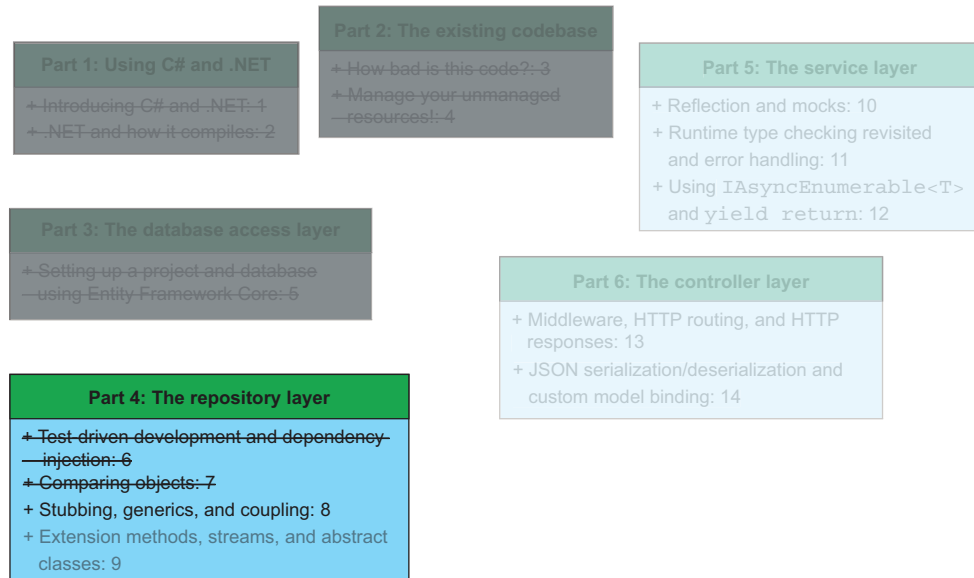 Part 1: Using C# and .NET
+ Introducing C# and .NET: 1
+ .NET and how it compiles: 2
Part 2: The existing codebase
+ How bad is this code?: 3
+ Manage your unmanaged
resources!: 4
Part 5: The service layer
+ Reflection and mocks: 10
+ Runtime type checking revisited
and error handling: 11
+ Using IAsyncEnumerable<T>
and yield return: 12
Part 3: The database access layer
+ Setting up a project and database
using Entity Framework Core: 5
Part 6: The controller layer
+ Middleware, HTTP routing, and HTTP
responses: 13
+ JSON serialization/deserialization and
custom model binding: 14
Part 4: The repository layer
+ Test-driven development and dependency
injection: 6
+ Comparing objects: 7
+ Stubbing, generics, and coupling: 8
+ Extension methods, streams, and abstract
classes: 9